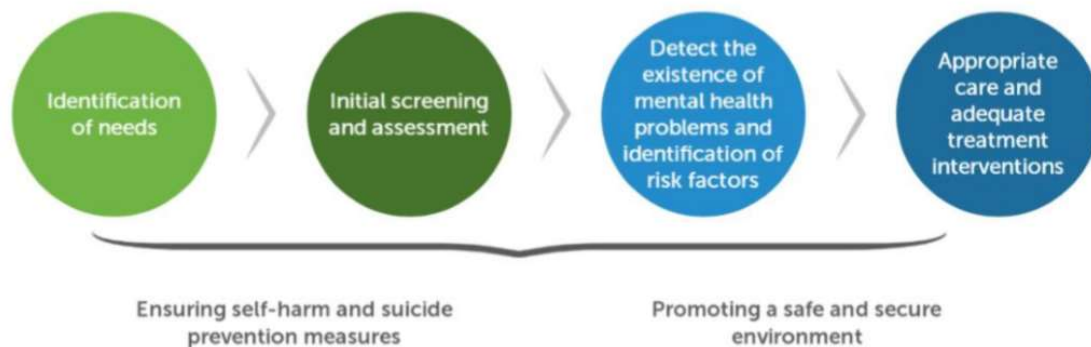 Identification
of needs
Initial screening
and assessment
Detect the
existence of
mental health
problems and
identification of
risk factors
Appropriate
care and
adequate
treatment
interventions
Ensuring self-harm and suicide
prevention measures
Promoting a safe and secure
environment